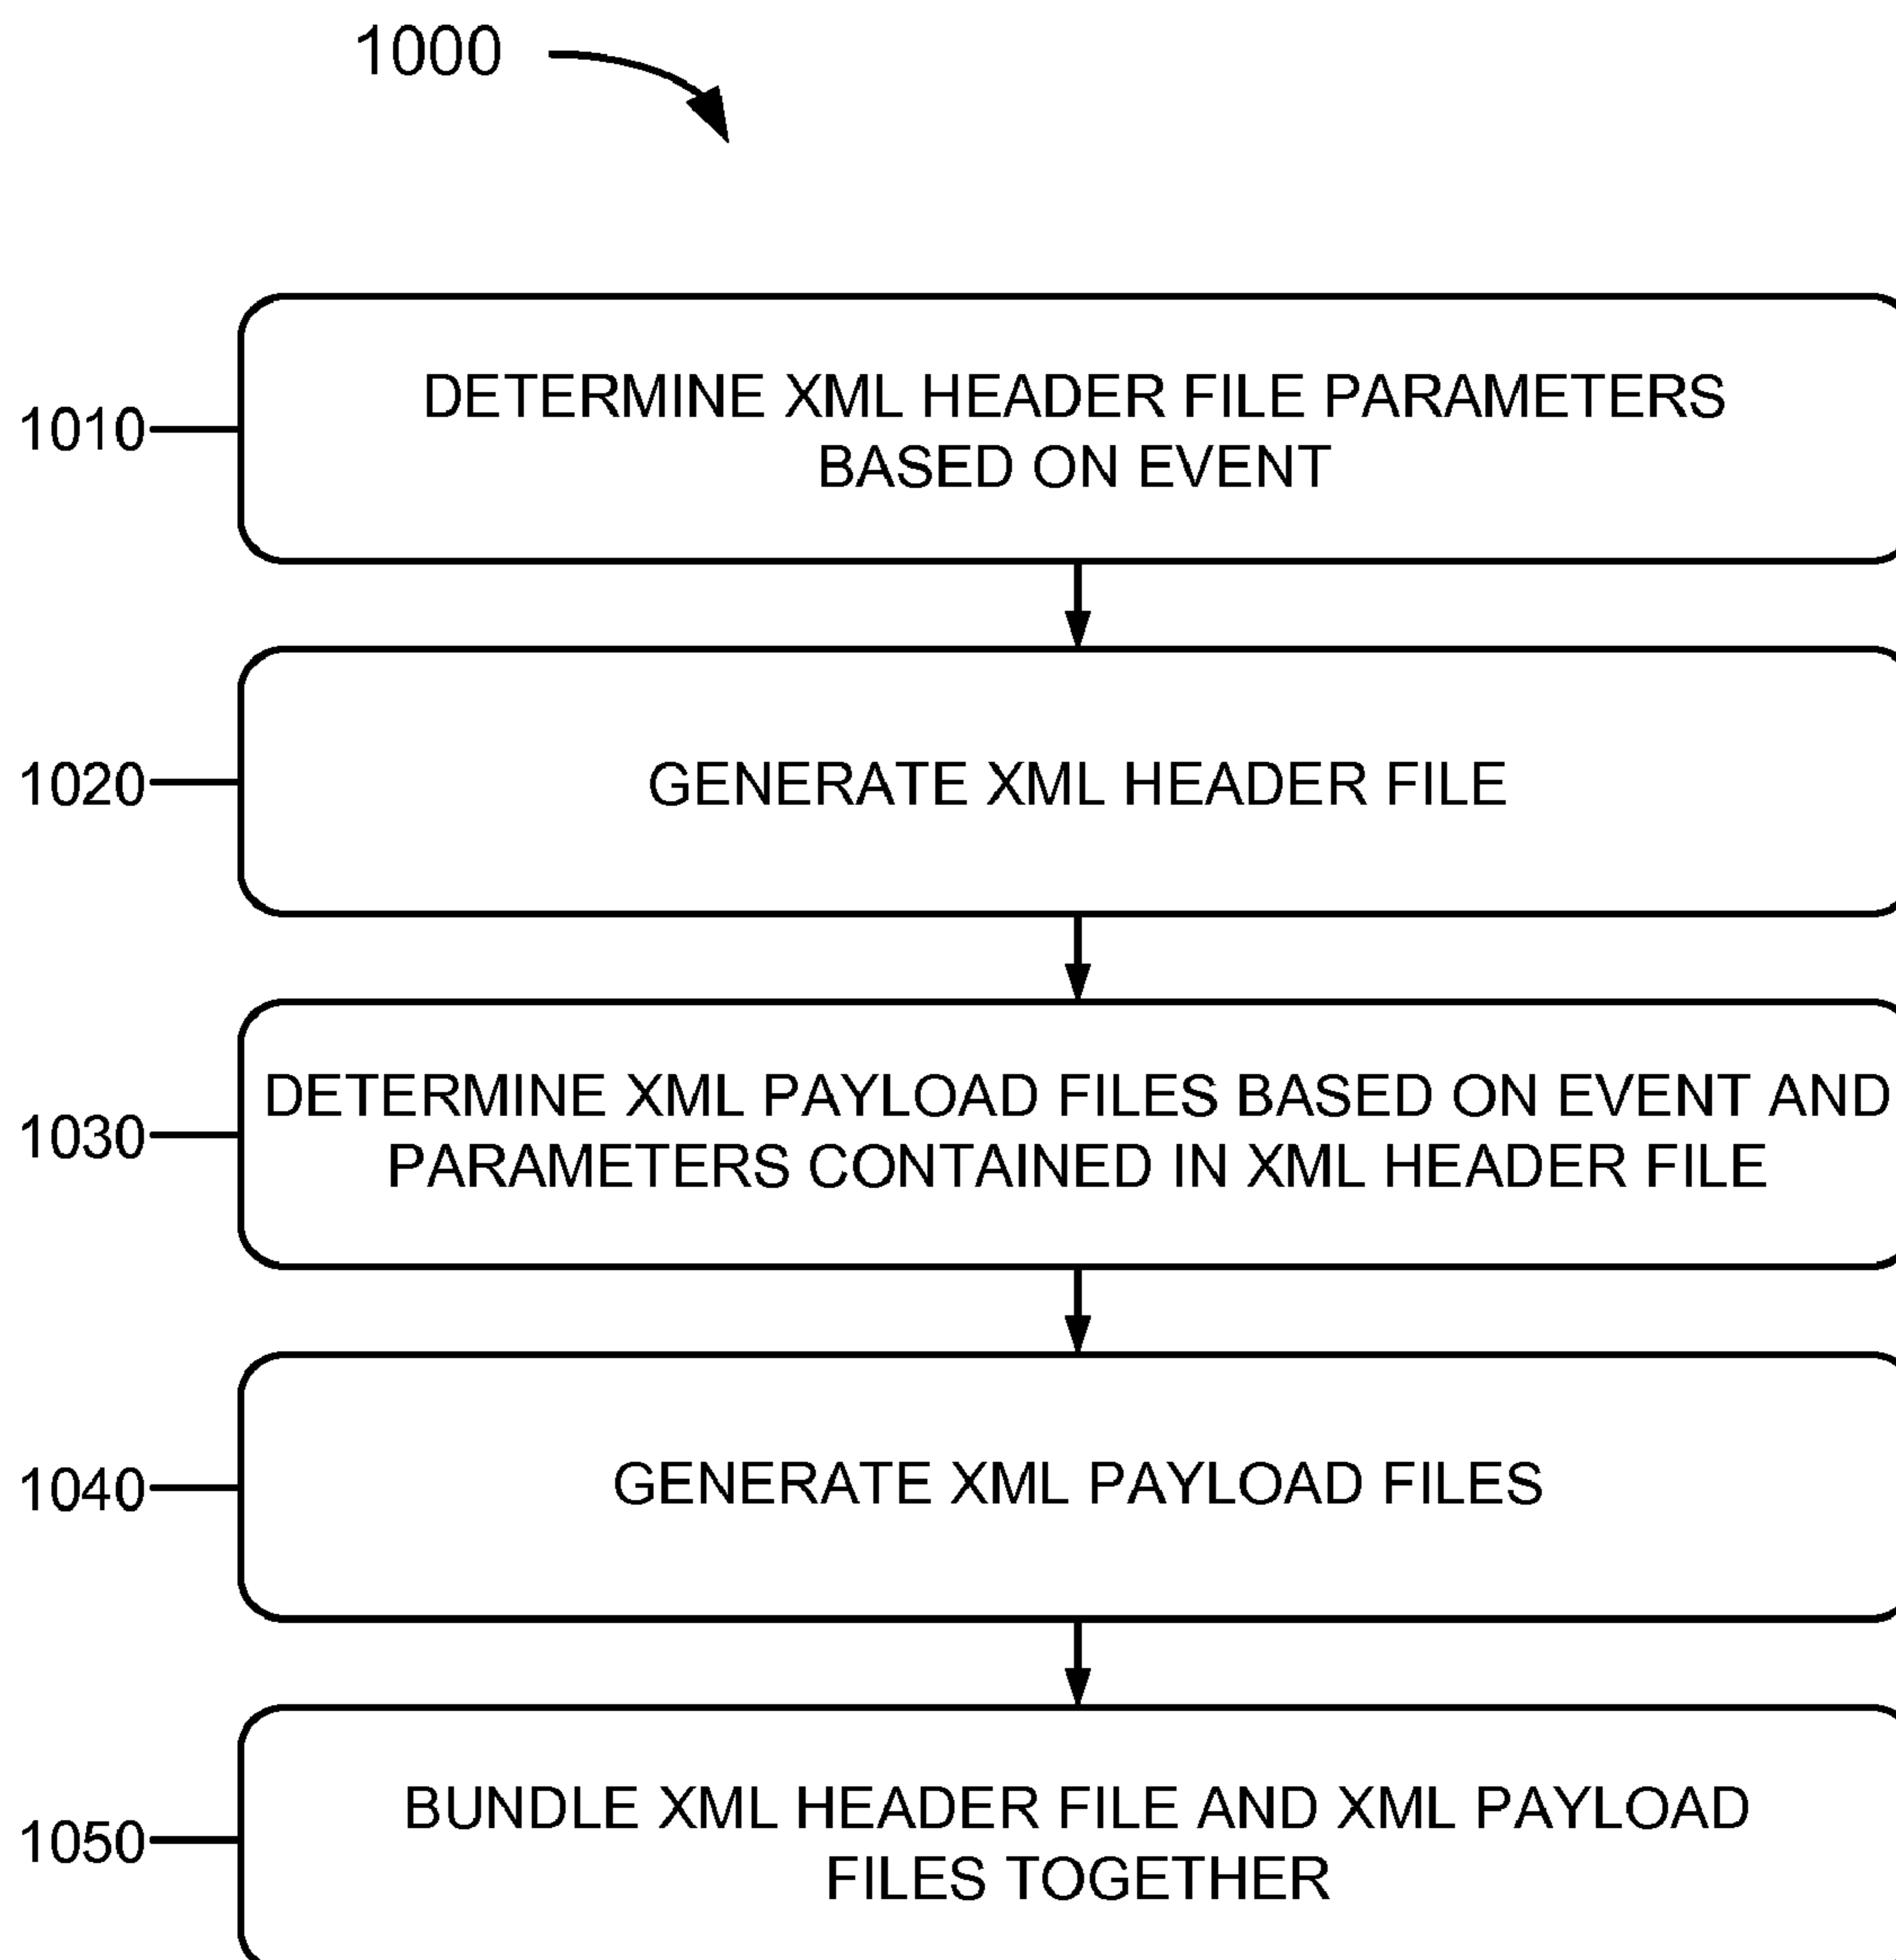 1000
1010
DETERMINE XML HEADER FILE PARAMETERS
BASED ON EVENT
1020
GENERATE XML HEADER FILE
1030
DETERMINE XML PAYLOAD FILES BASED ON EVENT AND
PARAMETERS CONTAINED IN XML HEADER FILE
1040
GENERATE XML PAYLOAD FILES
1050
BUNDLE XML HEADER FILE AND XML PAYLOAD
FILES TOGETHER